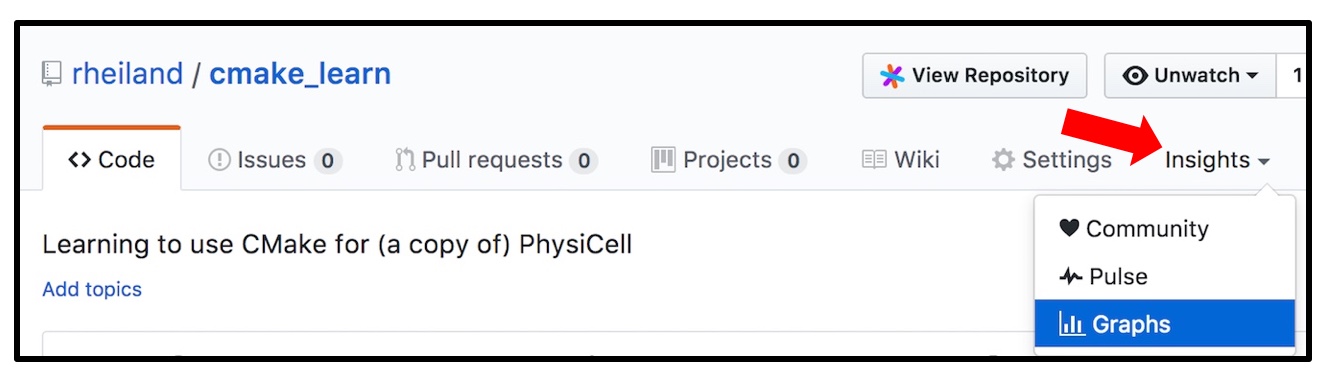 rheiland / cmake_learn
View Repository
Unwatch
1
Code
Issues 0
Pull requests 0
Projects 0
Wiki
Settings
Insights
Community
Pulse
Graphs
Learning to use CMake for (a copy of) PhysiCell
Add topics